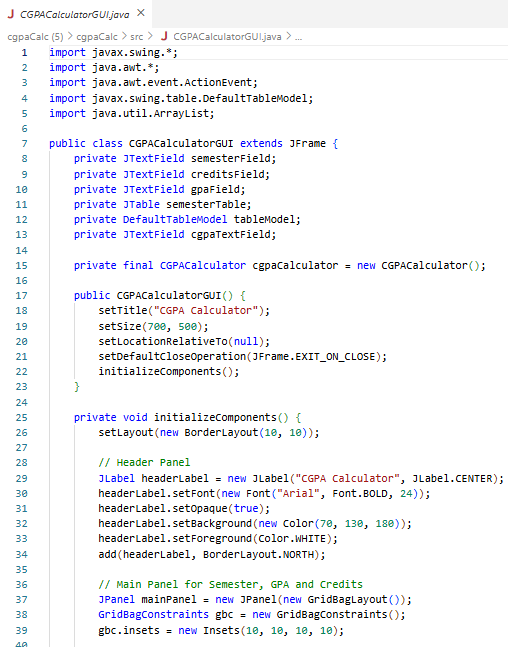 J CGPACalculatorGUI.java ×
cgpaCalc (5) > cgpaCalc > src > J CGPACalculatorGUI.java > ...
1 import javax.swing.*;
2 import java.awt.*;
3 import java.awt.event.ActionEvent;
4 import javax.swing.table.DefaultTableModel;
5 import java.util.ArrayList;
6
7 public class CGPACalculatorGUI extends JFrame {
8 private JTextField semesterField;
9 private JTextField creditsField;
10 private JTextField gpaField;
11 private JTable semesterTable;
12 private DefaultTableModel tableModel;
13 private JTextField cgpaTextField;
14
15 private final CGPACalculator cgpaCalculator = new CGPACalculator();
16
17 public CGPACalculatorGUI() {
18 setTitle("CGPA Calculator");
19 setSize(700, 500);
20 setLocationRelativeTo(null);
21 setDefaultCloseOperation(JFrame.EXIT_ON_CLOSE);
22 initializeComponents();
23 }
24
25 private void initializeComponents() {
26 setLayout(new BorderLayout(10, 10));
27
28 // Header Panel
29 JLabel headerLabel = new JLabel("CGPA Calculator", JLabel.CENTER);
30 headerLabel.setFont(new Font("Arial", Font.BOLD, 24));
31 headerLabel.setOpaque(true);
32 headerLabel.setBackground(new Color(70, 130, 180));
33 headerLabel.setForeground(Color.WHITE);
34 add(headerLabel, BorderLayout.NORTH);
35
36 // Main Panel for Semester, GPA and Credits
37 JPanel mainPanel = new JPanel(new GridBagLayout());
38 GridBagConstraints gbc = new GridBagConstraints();
39 gbc.insets = new Insets(10, 10, 10, 10);
40